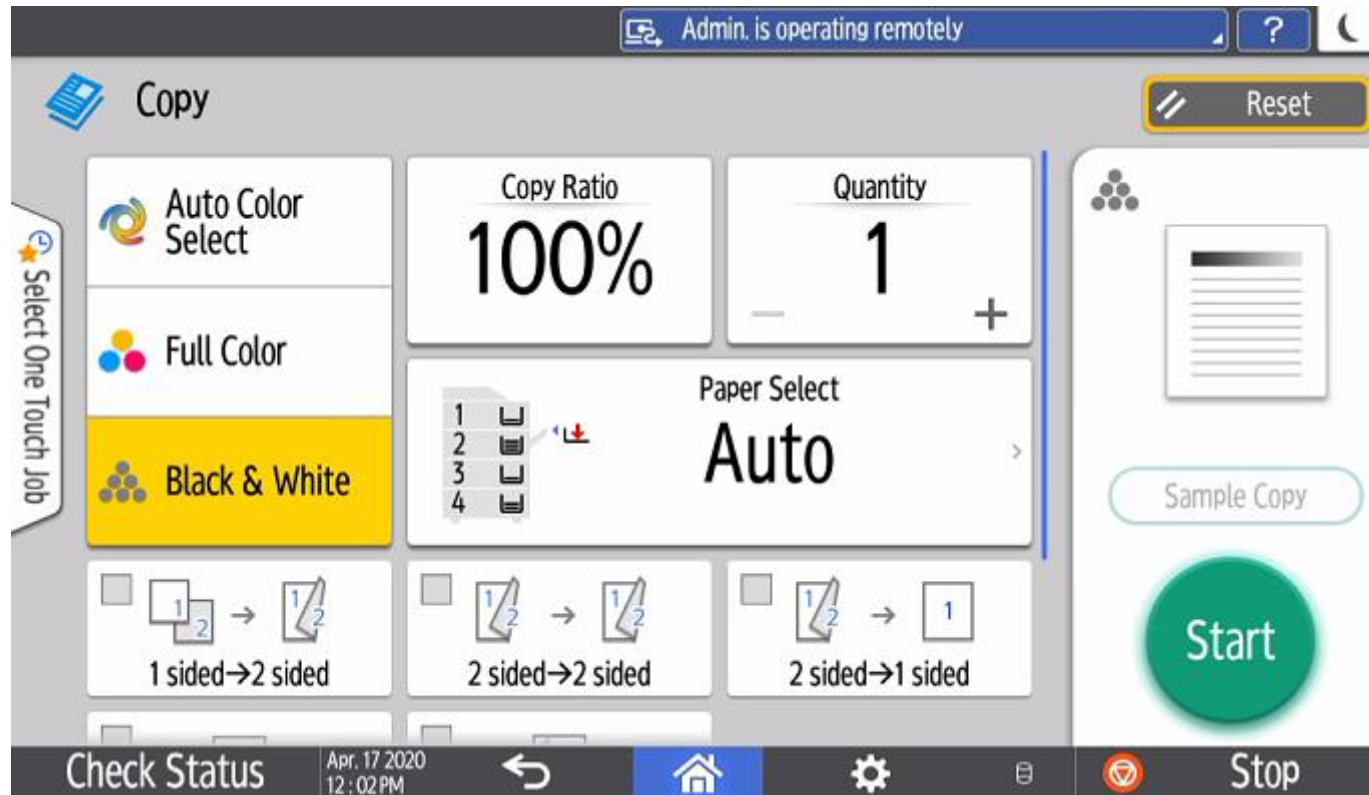 Admin. is operating remotely
?
Copy
Reset
Select One Touch Job
Auto Color
Select
Full Color
Black & White
Copy Ratio
100%
Quantity
1
− +
Paper Select
Auto
1
2
3
4
>
1 2 → 1 2
1 sided→2 sided
1 2 → 1 2
2 sided→2 sided
1 2 → 1
2 sided→1 sided
Sample Copy
Start
Check Status
Apr. 17 2020
12 : 02 PM
Stop